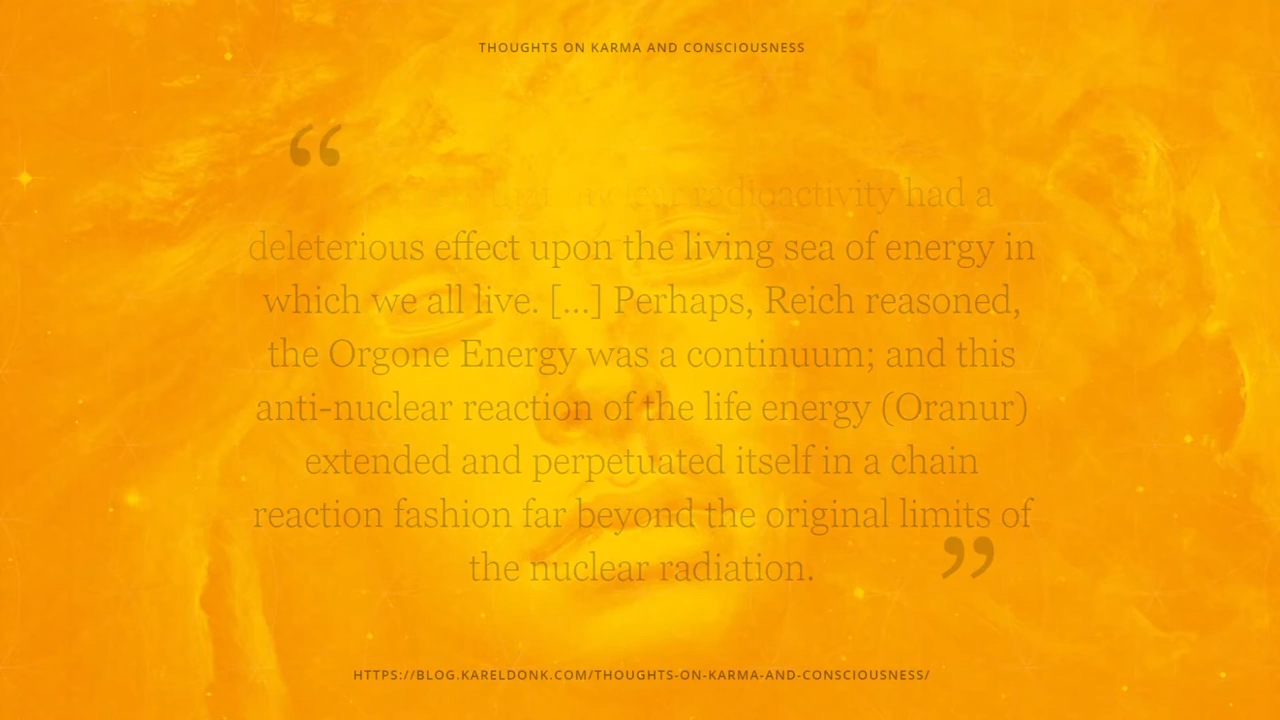 THOUGHTS ON KARMA AND CONSCIOUSNESS
“
nuclear radioactivity had a
deleterious effect upon the living sea of energy in
which we all live. [...] Perhaps, Reich reasoned,
the Orgone Energy was a continuum; and this
anti-nuclear reaction of the life energy (Oranur)
extended and perpetuated itself in a chain
reaction fashion far beyond the original limits of
the nuclear radiation.
”
HTTPS://BLOG.KARELDONK.COM/THOUGHTS-ON-KARMA-AND-CONSCIOUSNESS/